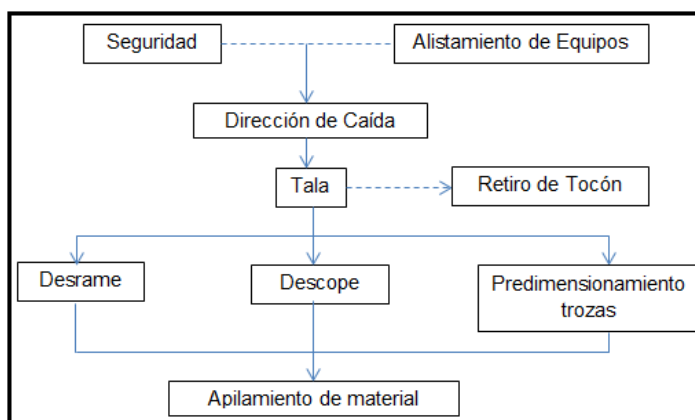 Seguridad
Alistamiento de Equipos
Dirección de Caída
Tala
Retiro de Tocón
Desrame
Descope
Predimensionamiento
trozas
Apilamiento de material